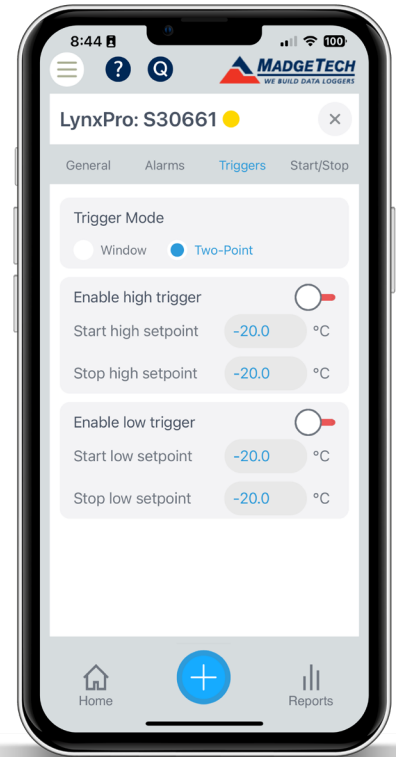 8:44
100
?
Q
MADGETECH
WE BUILD DATA LOGGERS
LynxPro: S30661
General Alarms Triggers Start/Stop
Trigger Mode
Window Two-Point
Enable high trigger
Start high setpoint -20.0 °C
Stop high setpoint -20.0 °C
Enable low trigger
Start low setpoint -20.0 °C
Stop low setpoint -20.0 °C
Home
Reports